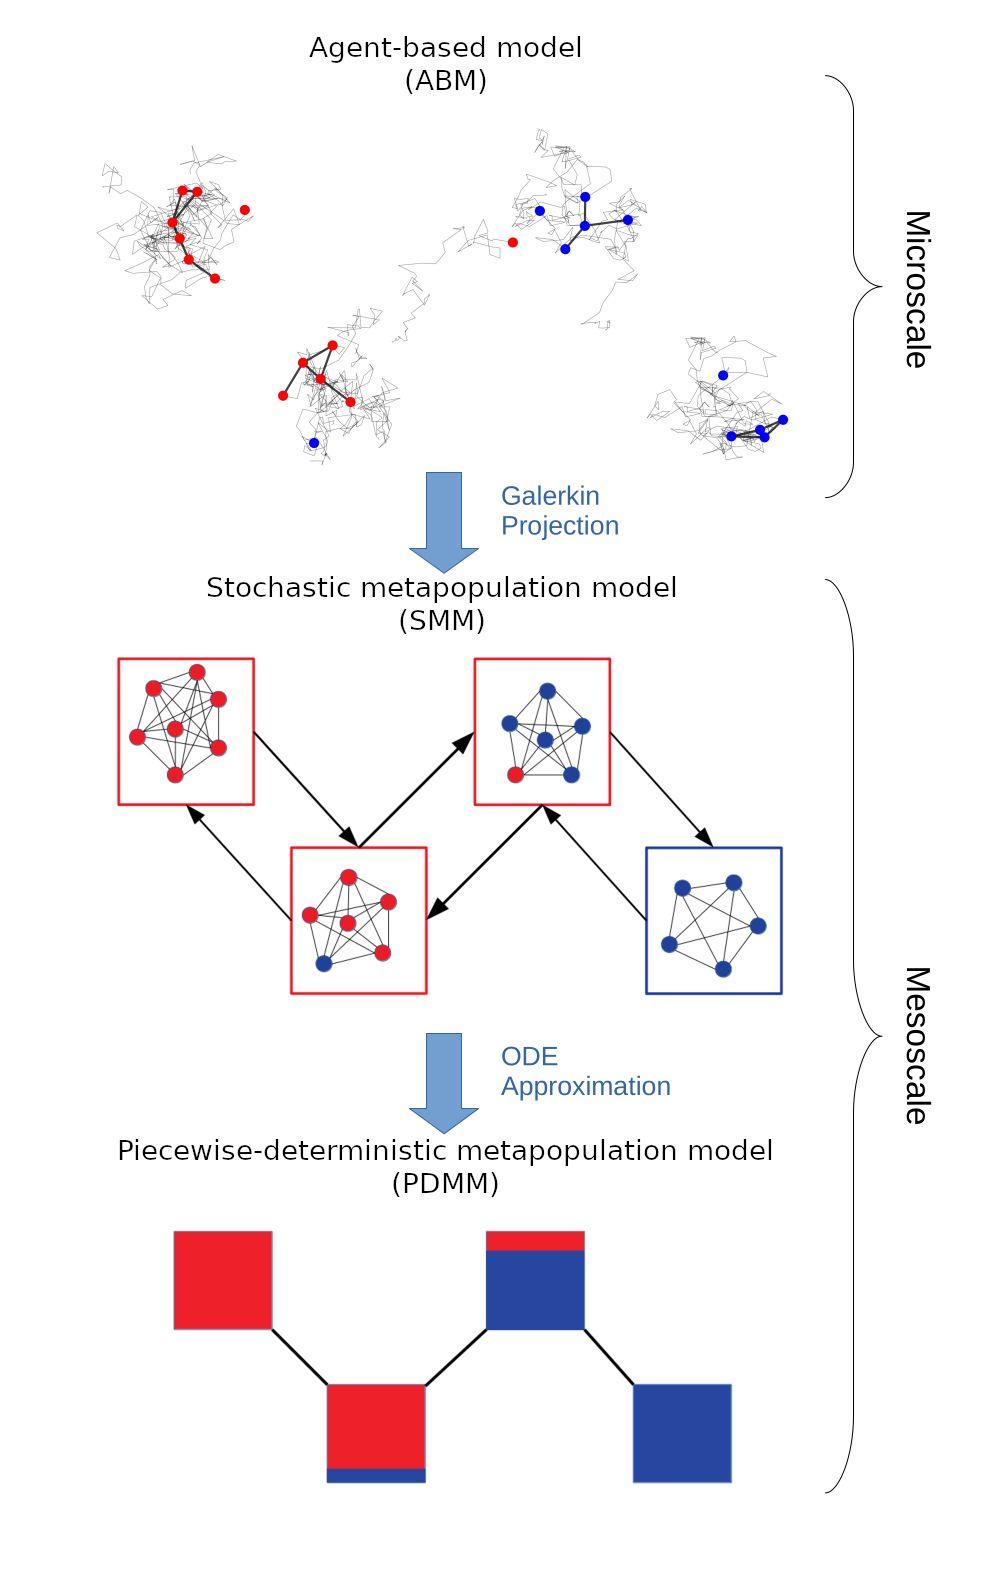 Agent-based model
(ABM)
Microscale
Galerkin
Projection
Stochastic metapopulation model
(SMM)
Mesoscale
ODE
Approximation
Piecewise-deterministic metapopulation model
(PDMM)